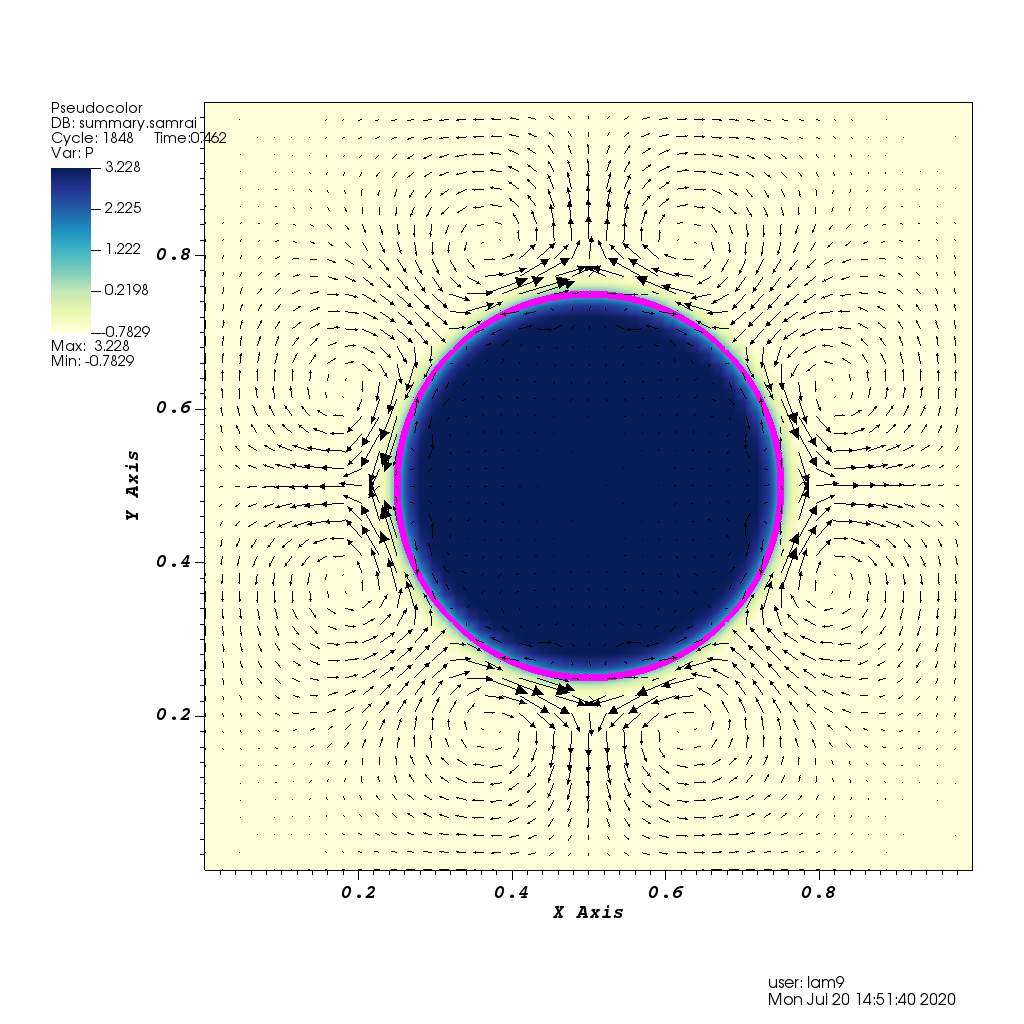 Pseudocolor
DB: summary.samrai
Cycle: 1848 Time:0.462
Var: P
3.228
2.225
1.222
0.2198
-0.7829
Max: 3.228
Min: -0.7829
0.8
0.6
Y Axis
0.4
0.2
0.2 0.4 0.6 0.8
X Axis
user: lam9
Mon Jul 20 14:51:40 2020